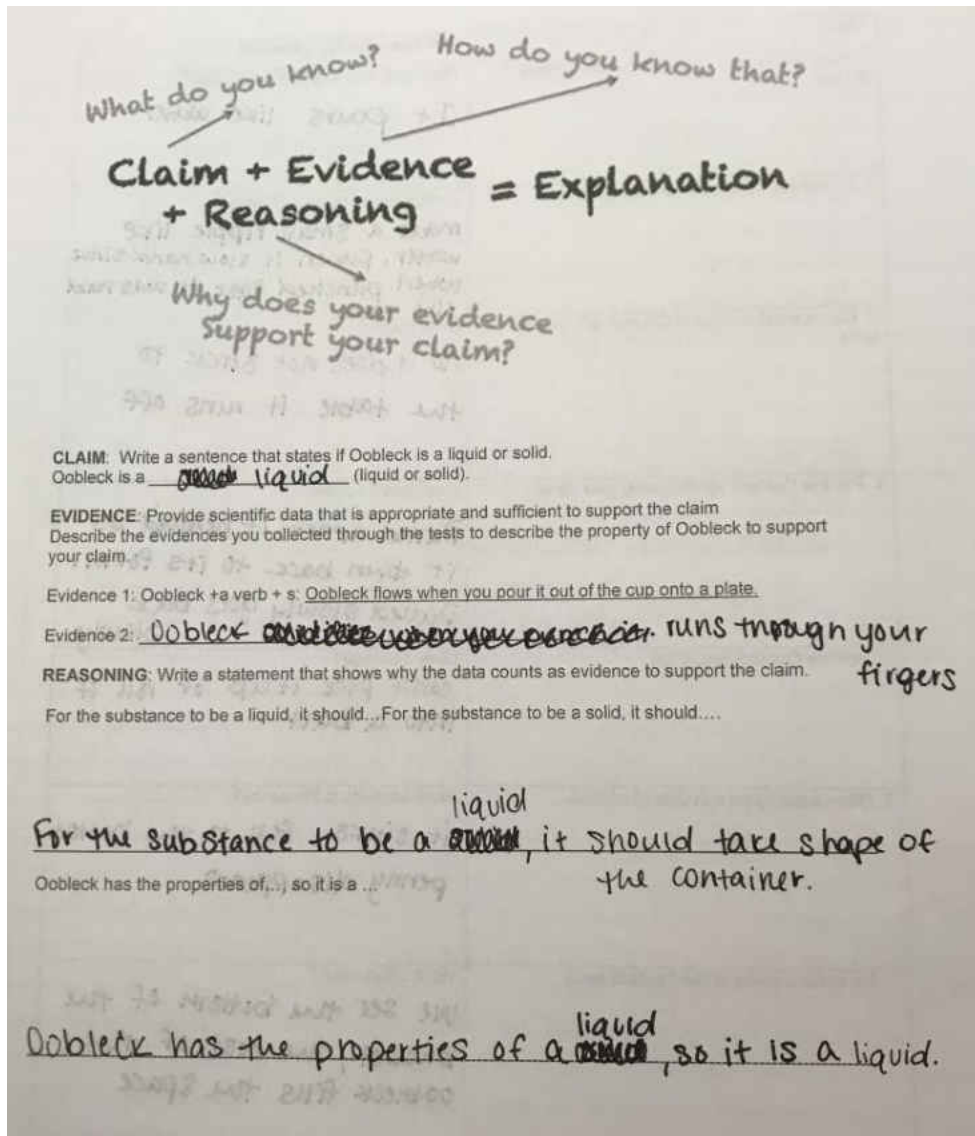 What do you know?
How do you know that?
Claim + Evidence
+ Reasoning
= Explanation
Why does your evidence
Support your claim?
CLAIM: Write a sentence that states if Oobleck is a liquid or solid.
Oobleck is a liquid (liquid or solid).
EVIDENCE: Provide scientific data that is appropriate and sufficient to support the claim
Describe the evidences you collected through the tests to describe the property of Oobleck to support
your claim.
Evidence 1: Oobleck +a verb + s: Oobleck flows when you pour it out of the cup onto a plate.
Evidence 2: Oobleck runs through your
firgers
REASONING: Write a statement that shows why the data counts as evidence to support the claim.
For the substance to be a liquid, it should...For the substance to be a solid, it should....
liquid
For the substance to be a , it should take shape of
the container.
Oobleck has the properties of..., so it is a ...
liquid
Oobleck has the properties of a , so it is a liquid.